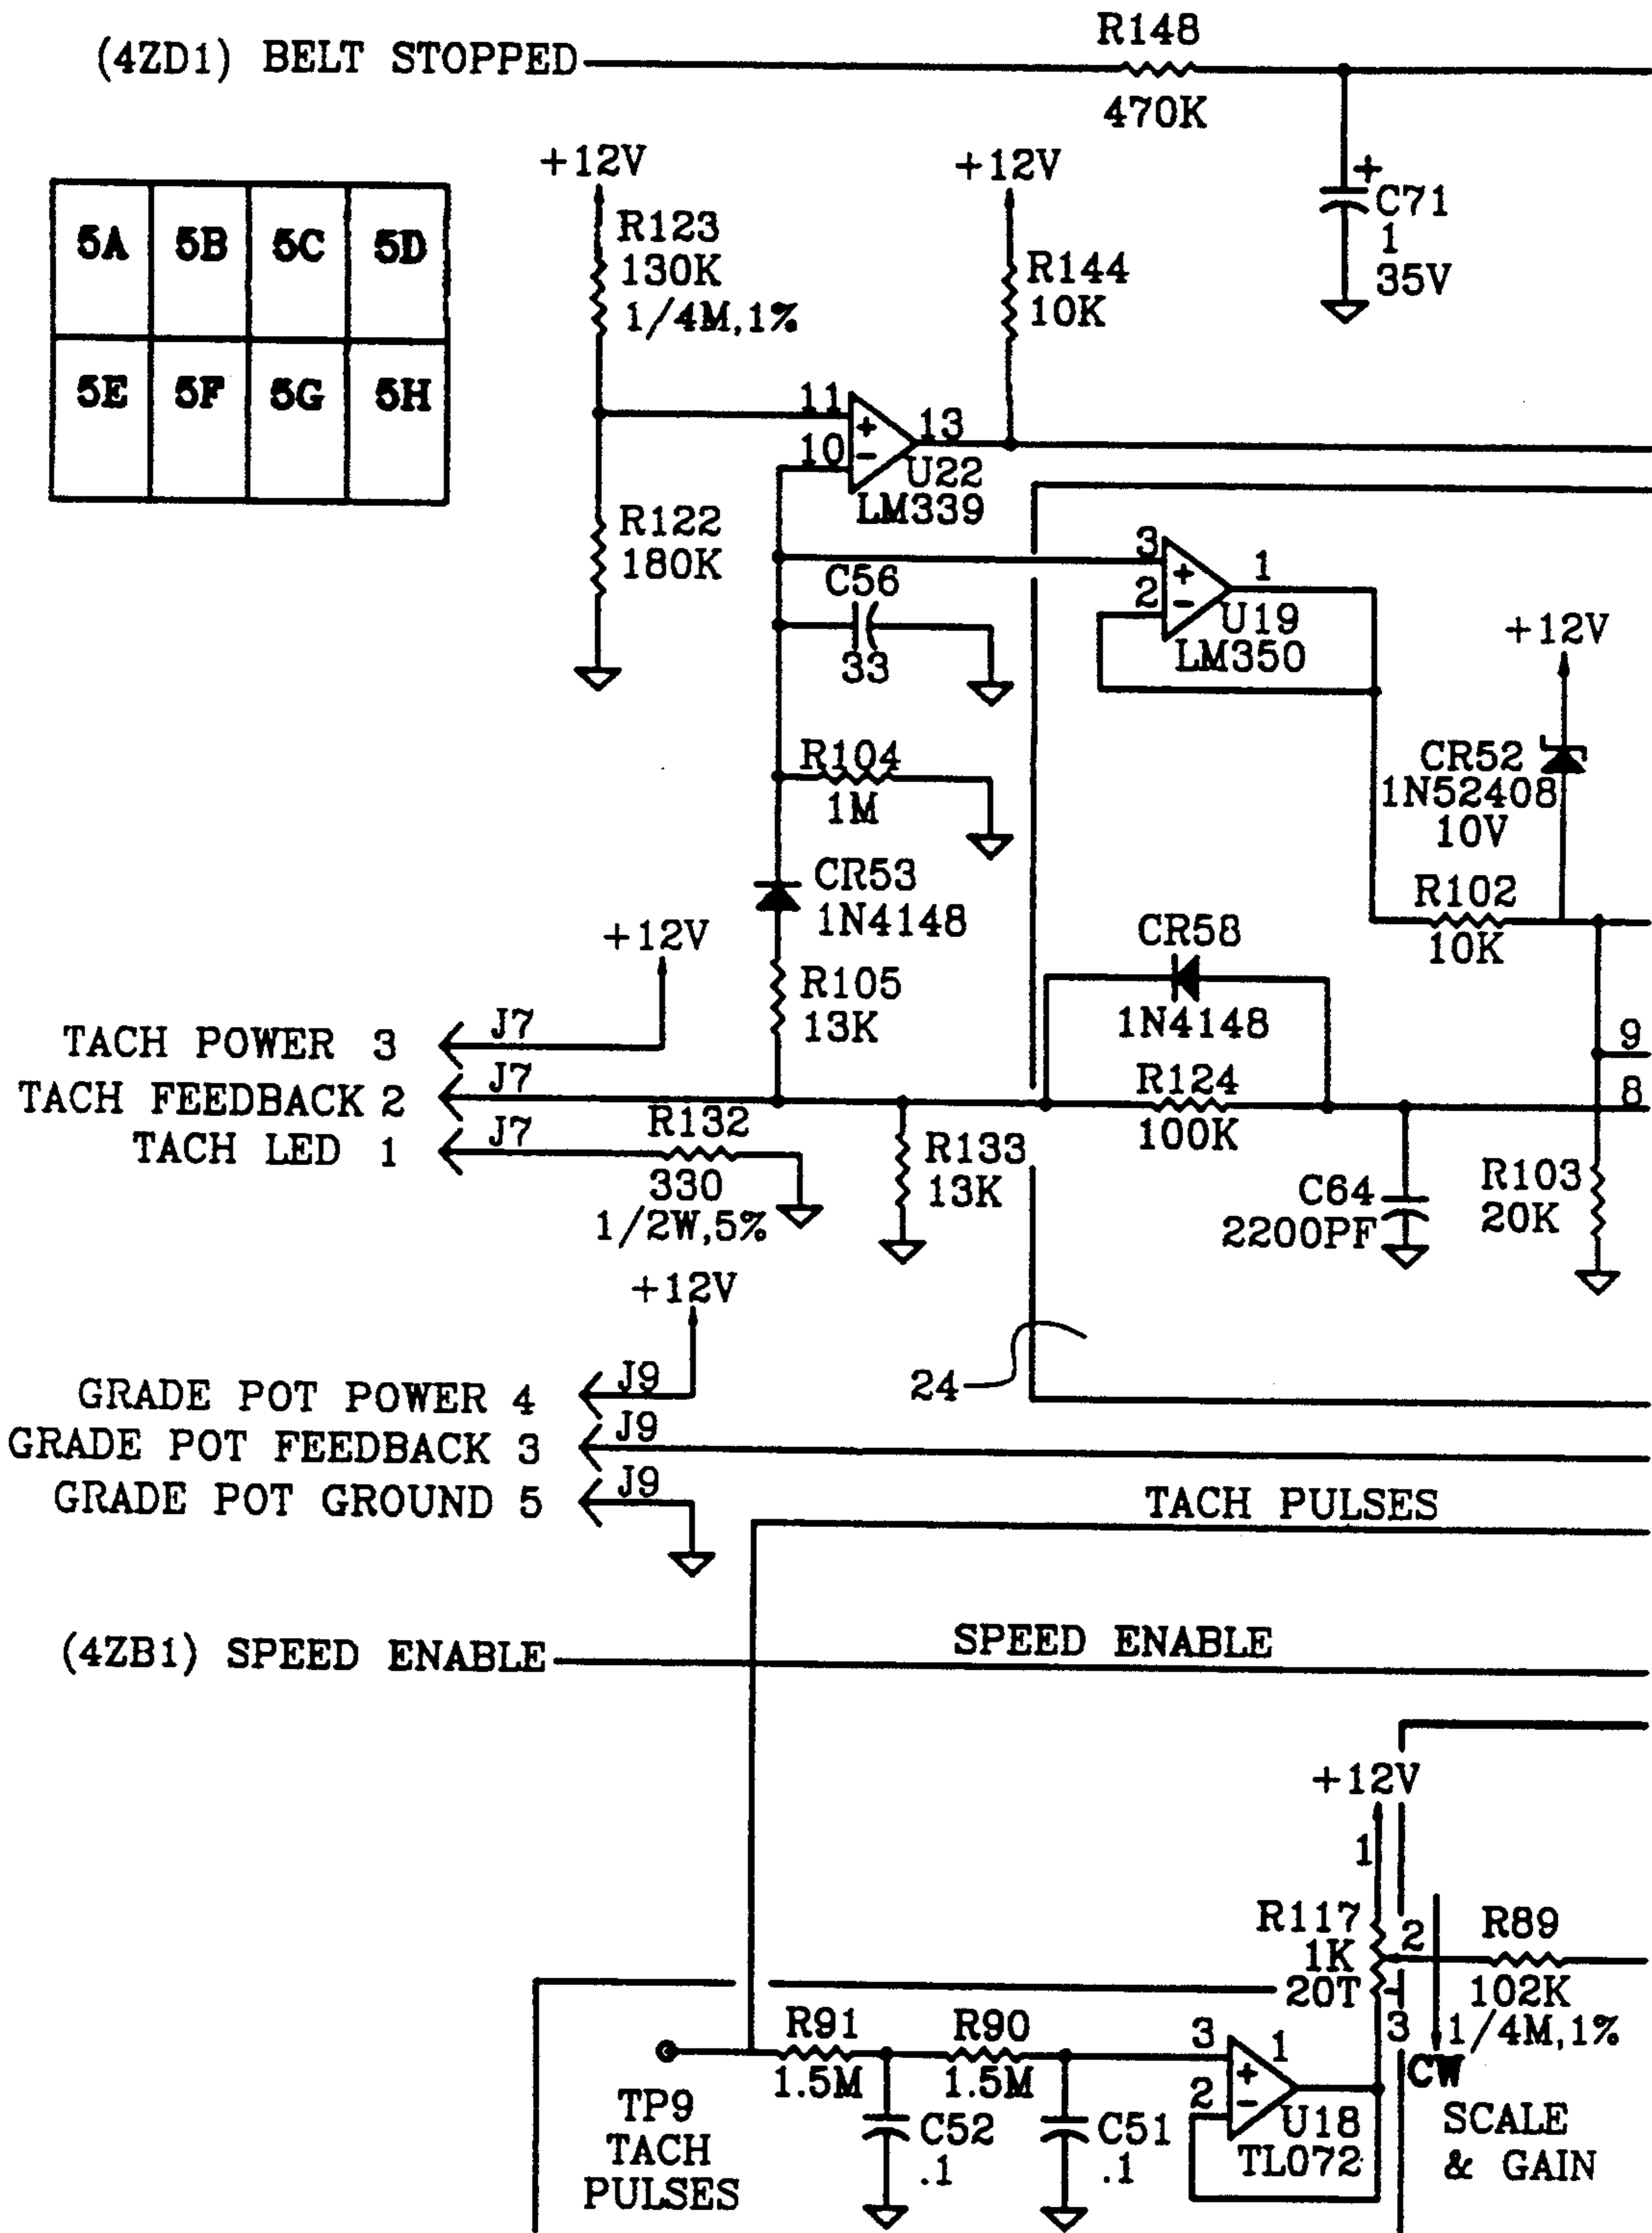 R148
(4ZD1) BELT STOPPED
470K
+12V
+12V
+
C71
1
35V
5A 5B 5C 5D
5E 5F 5G 5H
R123
130K
1/4M,1%
R144
10K
11
10
+
-
13
U22
LM339
R122
180K
C56
33
3
2
+
-
1
U19
LM350
+12V
R104
1M
CR52
1N52408
10V
CR53
1N4148
R102
10K
+12V
CR58
1N4148
R105
13K
TACH POWER 3 J7
TACH FEEDBACK 2 J7
TACH LED 1 J7
R132
330
1/2W,5%
R133
13K
R124
100K
9
8
C64
2200PF
R103
20K
+12V
24
GRADE POT POWER 4 J9
GRADE POT FEEDBACK 3 J9
GRADE POT GROUND 5 J9
TACH PULSES
(4ZB1) SPEED ENABLE
SPEED ENABLE
+12V
1
R117
1K
20T
2
3
R89
102K
1/4M,1%
CW
SCALE
& GAIN
R91
1.5M
R90
1.5M
3
2
+
-
1
U18
TL072
TP9
TACH
PULSES
C52
.1
C51
.1